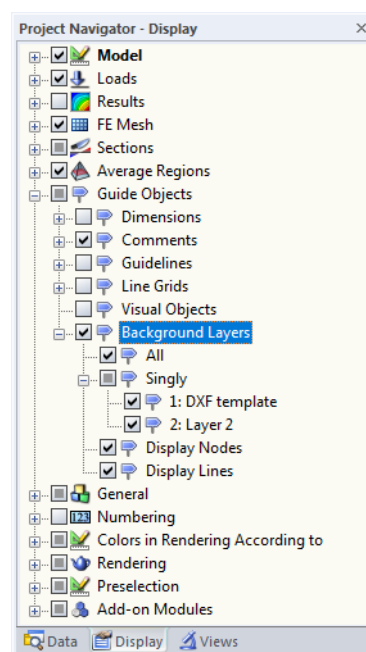 Project Navigator - Display
Model
Loads
Results
FE Mesh
Sections
Average Regions
Guide Objects
Dimensions
Comments
Guidelines
Line Grids
Visual Objects
Background Layers
All
Singly
1: DXF template
2: Layer 2
Display Nodes
Display Lines
General
123 Numbering
Colors in Rendering According to
Rendering
Preselection
Add-on Modules
Data Display Views